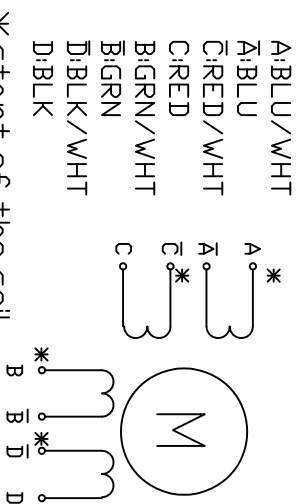 A:BLU/WHT
A̅:BLU
C̅:RED/WHT
C:RED
B:GRN/WHT
B̅:GRN
D̅:BLK/WHT
D:BLK
*start of the coil
A *
A̅
C̅ *
C
M
* B
B̅
* D̅
D